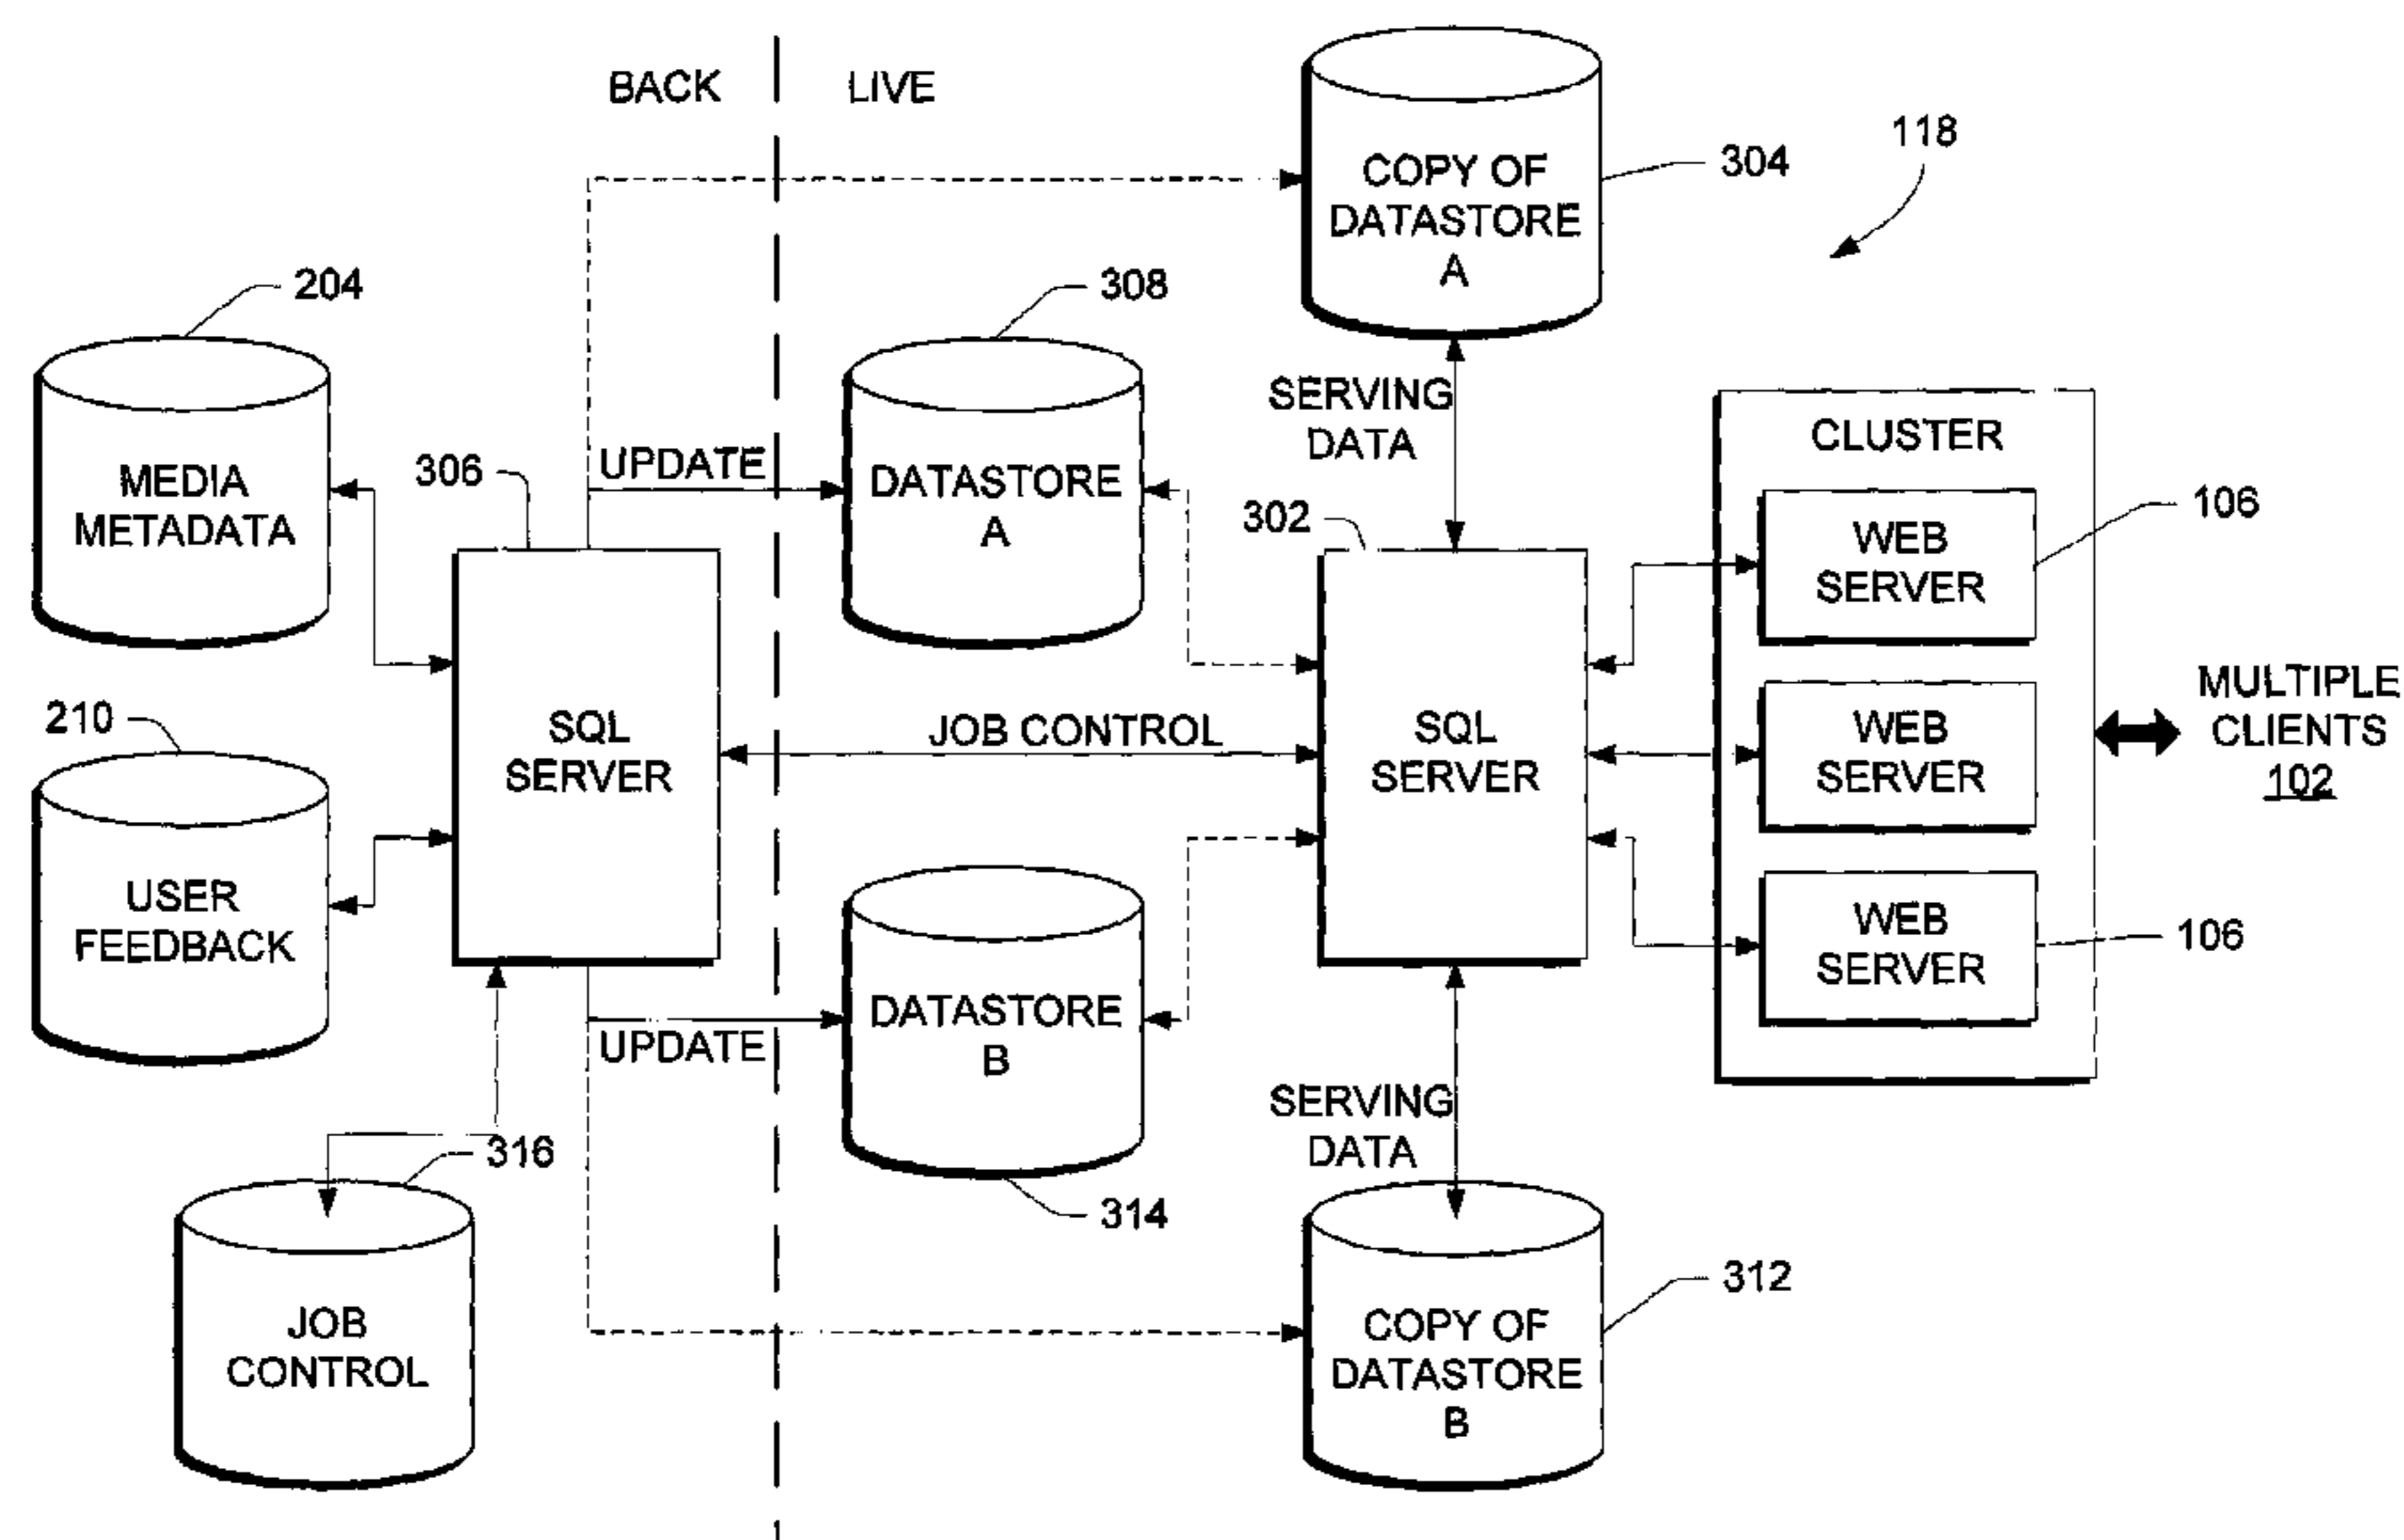 BACK
LIVE
118
COPY OF
DATASTORE
A
304
204
MEDIA
METADATA
308
DATASTORE
A
UPDATE
306
SQL
SERVER
SERVING
DATA
302
SQL
SERVER
CLUSTER
WEB
SERVER
106
WEB
SERVER
WEB
SERVER
106
MULTIPLE
CLIENTS
102
JOB CONTROL
210
USER
FEEDBACK
UPDATE
DATASTORE
B
314
SERVING
DATA
316
JOB
CONTROL
COPY OF
DATASTORE
B
312